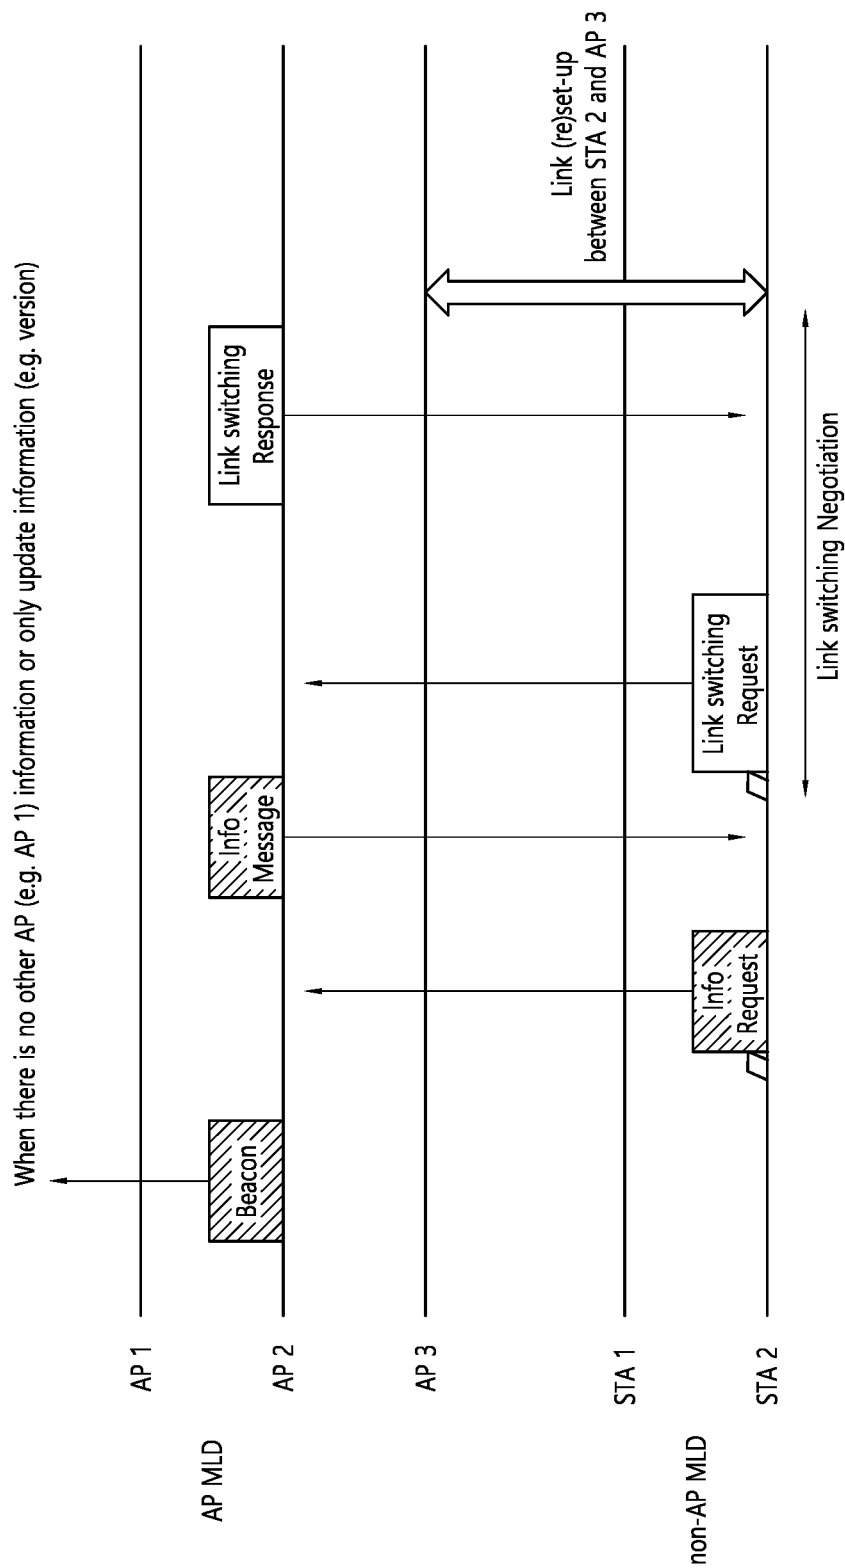 When there is no other AP (e.g. AP 1) information or only update information (e.g. version)
AP MLD
AP 1
AP 2
AP 3
non-AP MLD
STA 1
STA 2
Beacon
Info
Request
Info
Message
Link switching
Request
Link switching
Response
Link switching Negotiation
Link (re)set-up
between STA 2 and AP 3